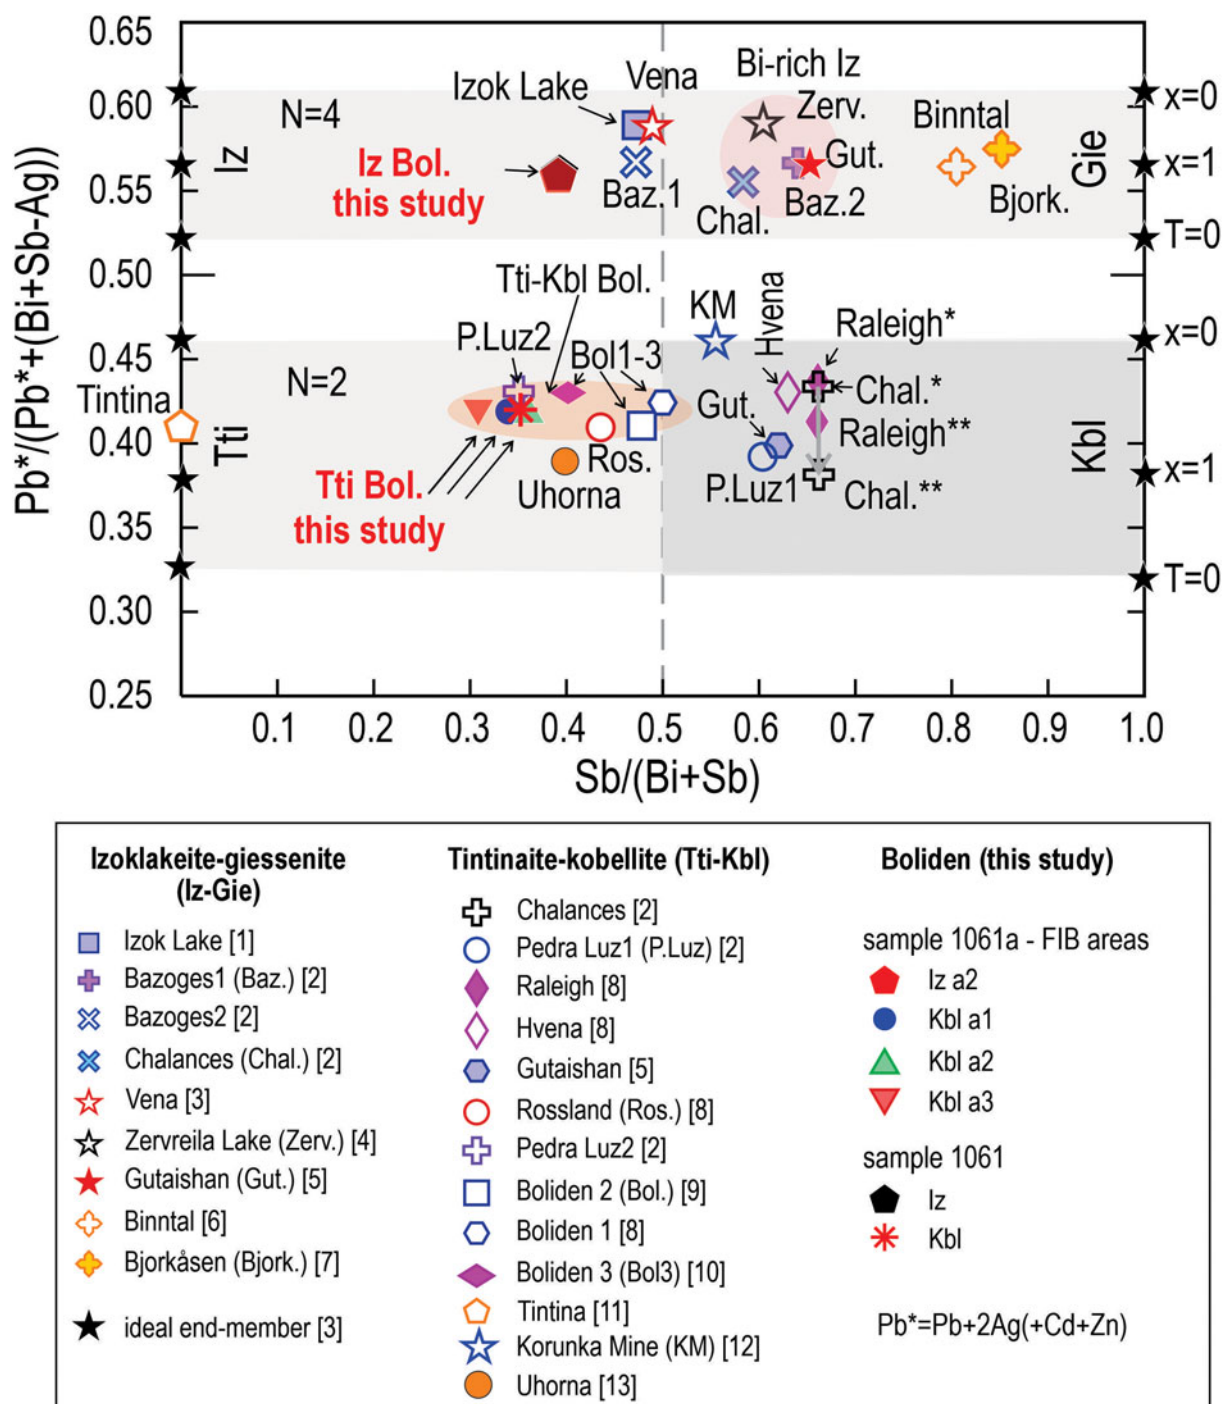 0.65
0.60
0.55
0.50
0.45
0.40
0.35
0.30
0.25
Pb*/(Pb*+(Bi+Sb-Ag))
N=4
Iz
Izok Lake
Vena
Bi-rich Iz
Zerv.
Binntal
Iz Bol.
this study
Baz.1
Chal.
Gut.
Baz.2
Bjork.
Gie
x=0
x=1
T=0
Tti-Kbl Bol.
P.Luz2
Bol1-3
KM
Hvena
Raleigh*
N=2
Tintina
Tti
Chal.*
Gut.
Raleigh**
Ros.
Uhorna
P.Luz1
Chal.**
Kbl
Tti Bol.
this study
x=0
x=1
T=0
0.1 0.2 0.3 0.4 0.5 0.6 0.7 0.8 0.9 1.0
Sb/(Bi+Sb)
Izoklakeite-giessenite
(Iz-Gie)
Izok Lake [1]
Bazoges1 (Baz.) [2]
Bazoges2 [2]
Chalances (Chal.) [2]
Vena [3]
Zervreila Lake (Zerv.) [4]
Gutaishan (Gut.) [5]
Binntal [6]
Bjorkåsen (Bjork.) [7]
ideal end-member [3]
Tintinaite-kobellite (Tti-Kbl)
Chalances [2]
Pedra Luz1 (P.Luz) [2]
Raleigh [8]
Hvena [8]
Gutaishan [5]
Rossland (Ros.) [8]
Pedra Luz2 [2]
Boliden 2 (Bol.) [9]
Boliden 1 [8]
Boliden 3 (Bol3) [10]
Tintina [11]
Korunka Mine (KM) [12]
Uhorna [13]
Boliden (this study)
sample 1061a - FIB areas
Iz a2
Kbl a1
Kbl a2
Kbl a3
sample 1061
Iz
Kbl
Pb*=Pb+2Ag(+Cd+Zn)